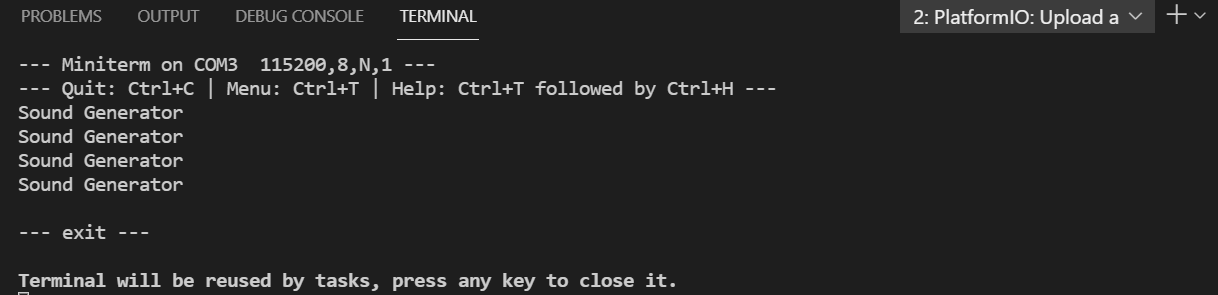 PROBLEMS OUTPUT DEBUG CONSOLE TERMINAL 2: PlatformIO: Upload a
--- Miniterm on COM3  115200,8,N,1 ---
--- Quit: Ctrl+C | Menu: Ctrl+T | Help: Ctrl+T followed by Ctrl+H ---
Sound Generator
Sound Generator
Sound Generator
Sound Generator
--- exit ---
Terminal will be reused by tasks, press any key to close it.